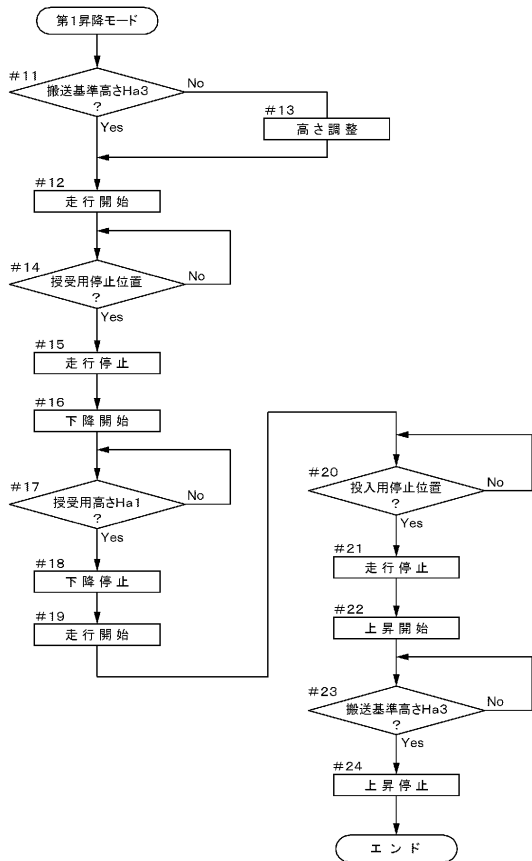 第1昇降モード
#11
搬送基準高さHa3
?
No
Yes
#13
高さ調整
#12
走行開始
#14
授受用停止位置
?
No
Yes
#15
走行停止
#16
下降開始
#17
授受用高さHa1
?
No
Yes
#18
下降停止
#19
走行開始
#20
投入用停止位置
?
No
Yes
#21
走行停止
#22
上昇開始
#23
搬送基準高さHa3
?
No
Yes
#24
上昇停止
エンド